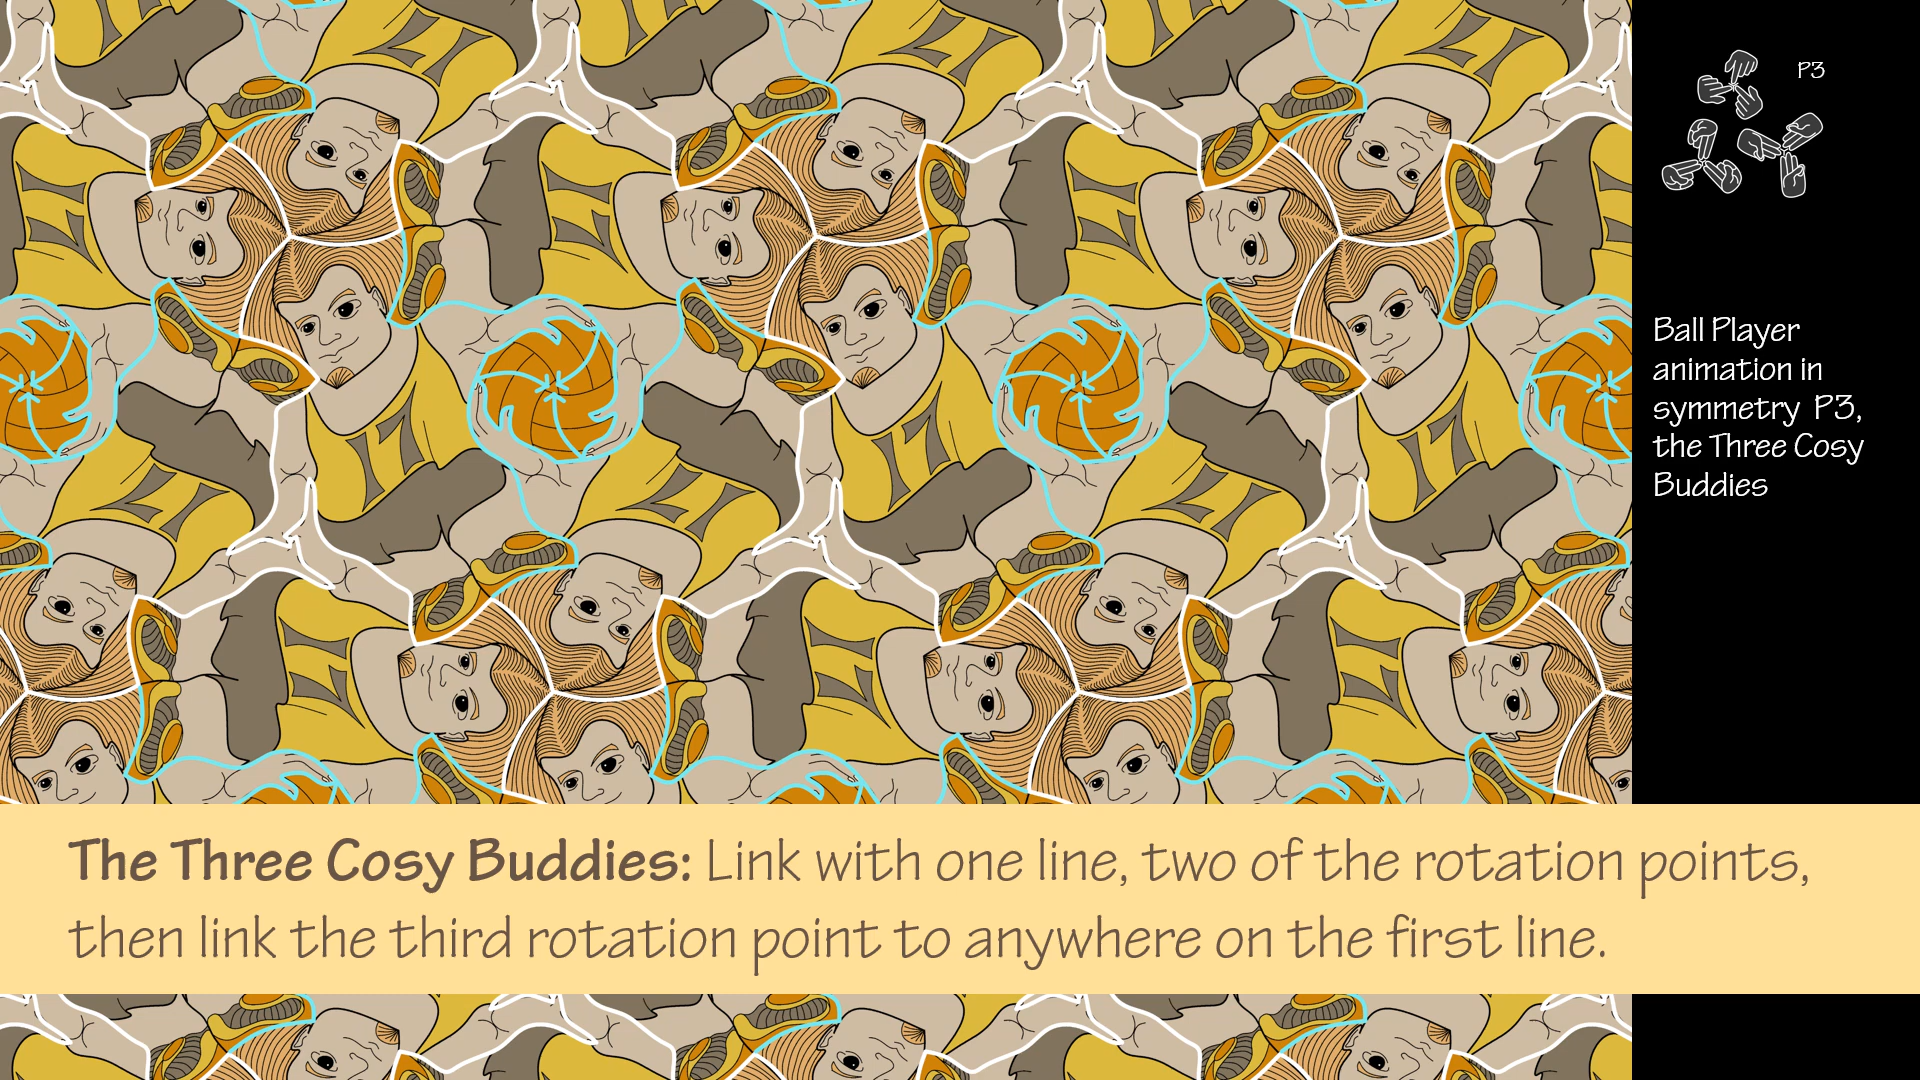 P3
Ball Player
animation in
symmetry P3,
the Three Cosy
Buddies
The Three Cosy Buddies: Link with one line, two of the rotation points,
then link the third rotation point to anywhere on the first line.